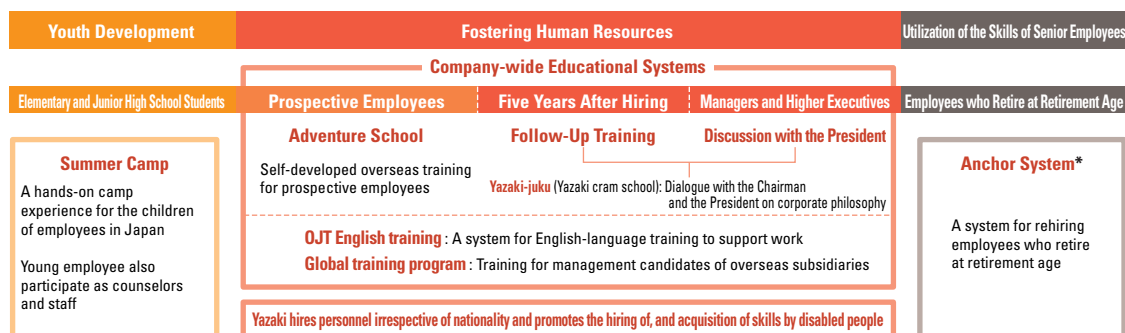 Youth Development
Fostering Human Resources
Utilization of the Skills of Senior Employees
Company-wide Educational Systems
Elementary and Junior High School Students
Prospective Employees
Five Years After Hiring
Managers and Higher Executives
Employees who Retire at Retirement Age
Summer Camp
A hands-on camp
experience for the children
of employees in Japan
Young employee also
participate as counselors
and staff
Adventure School
Self-developed overseas training
for prospective employees
Follow-Up Training
Discussion with the President
Yazaki-juku (Yazaki cram school): Dialogue with the Chairman
and the President on corporate philosophy
OJT English training : A system for English-language training to support work
Global training program : Training for management candidates of overseas subsidiaries
Yazaki hires personnel irrespective of nationality and promotes the hiring of, and acquisition of skills by disabled people
Anchor System*
A system for rehiring
employees who retire
at retirement age